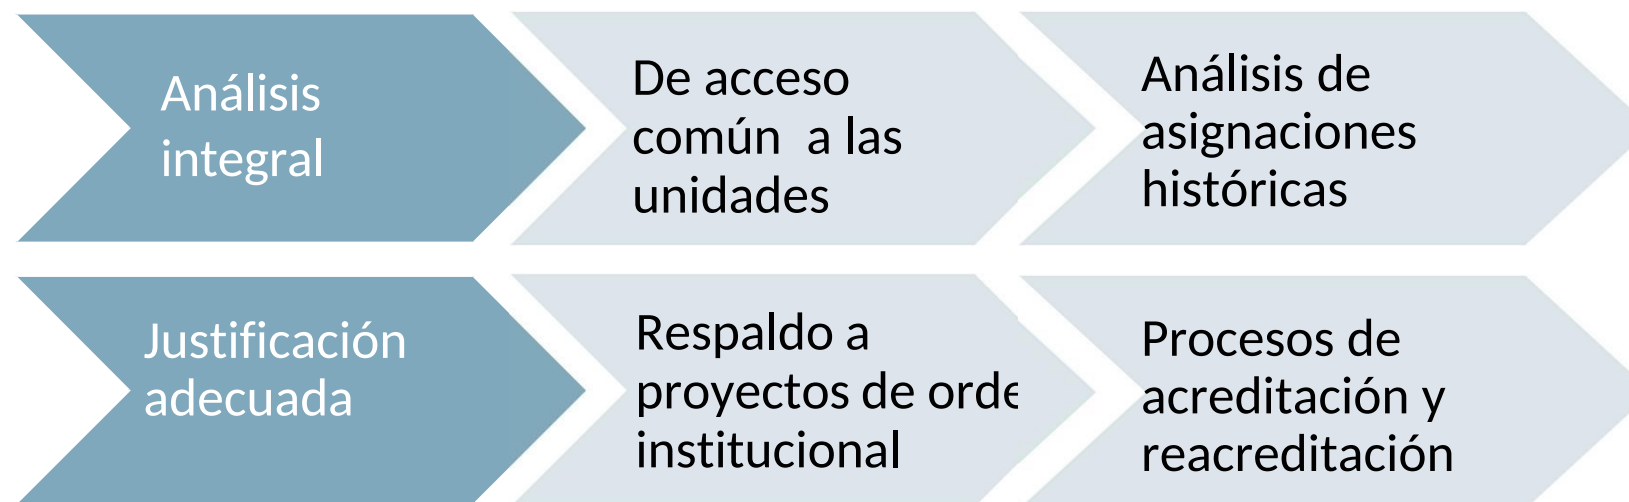 Análisis
integral
De acceso
común a las
unidades
Análisis de
asignaciones
históricas
Justificación
adecuada
Respaldo a
proyectos de
institucional
Procesos de
acreditación y
reacreditación